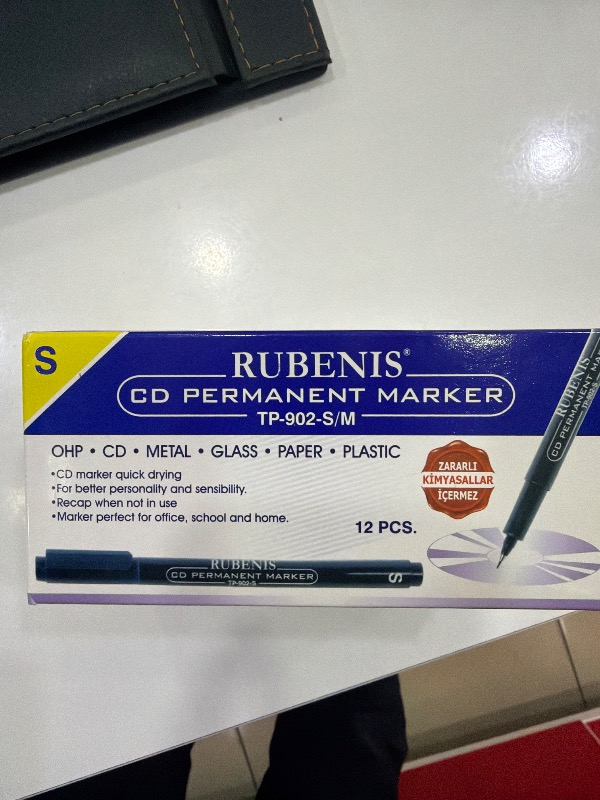 S
RUBENIS®
CD PERMANENT MARKER
TP-902-S/M
OHP • CD • METAL • GLASS • PAPER • PLASTIC
•CD marker quick drying
•For better personality and sensibility.
•Recap when not in use
•Marker perfect for office, school and home.
12 PCS.
ZARARLI
KİMYASALLAR
İÇERMEZ
RUBENIS
CD PERMANENT MARKER
TP-902-S
S
RUBENIS
CD PERMANENT MA